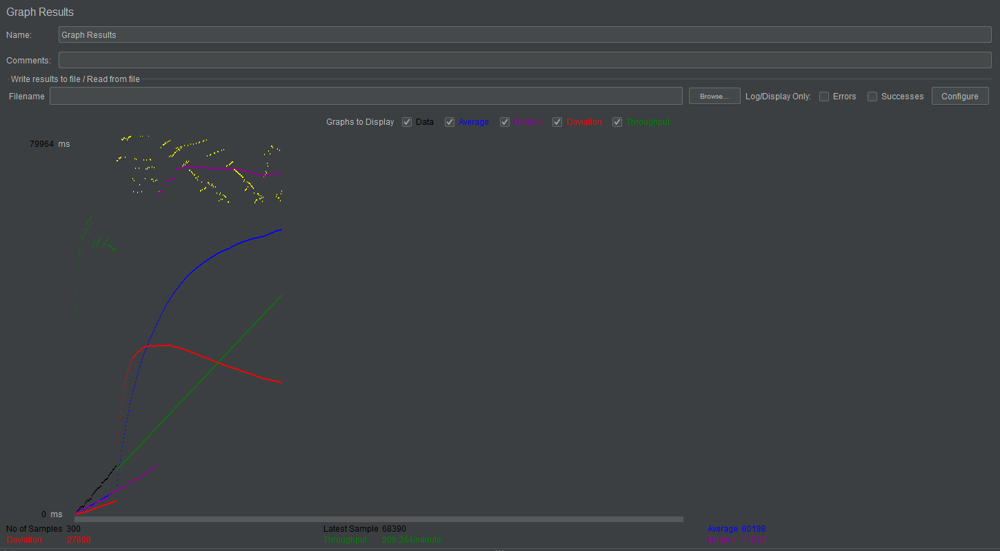 Graph Results
Name: Graph Results
Comments:
Write results to file / Read from file
Filename Browse... Log/Display Only: Errors Successes Configure
Graphs to Display Data Average Median Deviation Throughput
79964 ms
0 ms
No of Samples 300 Latest Sample 68390 Average 60198
Deviation 27898 Throughput 209.244/minute Median